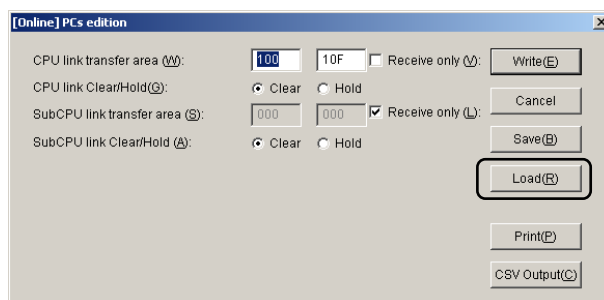 [Online] PCs edition
CPU link transfer area (W): 100 10F Receive only (V): Write(E)
CPU link Clear/Hold(G): Clear Hold
Cancel
SubCPU link transfer area (S): 000 000 Receive only (L):
SubCPU link Clear/Hold (A): Clear Hold
Save(B)
Load(R)
Print(P)
CSV Output(C)